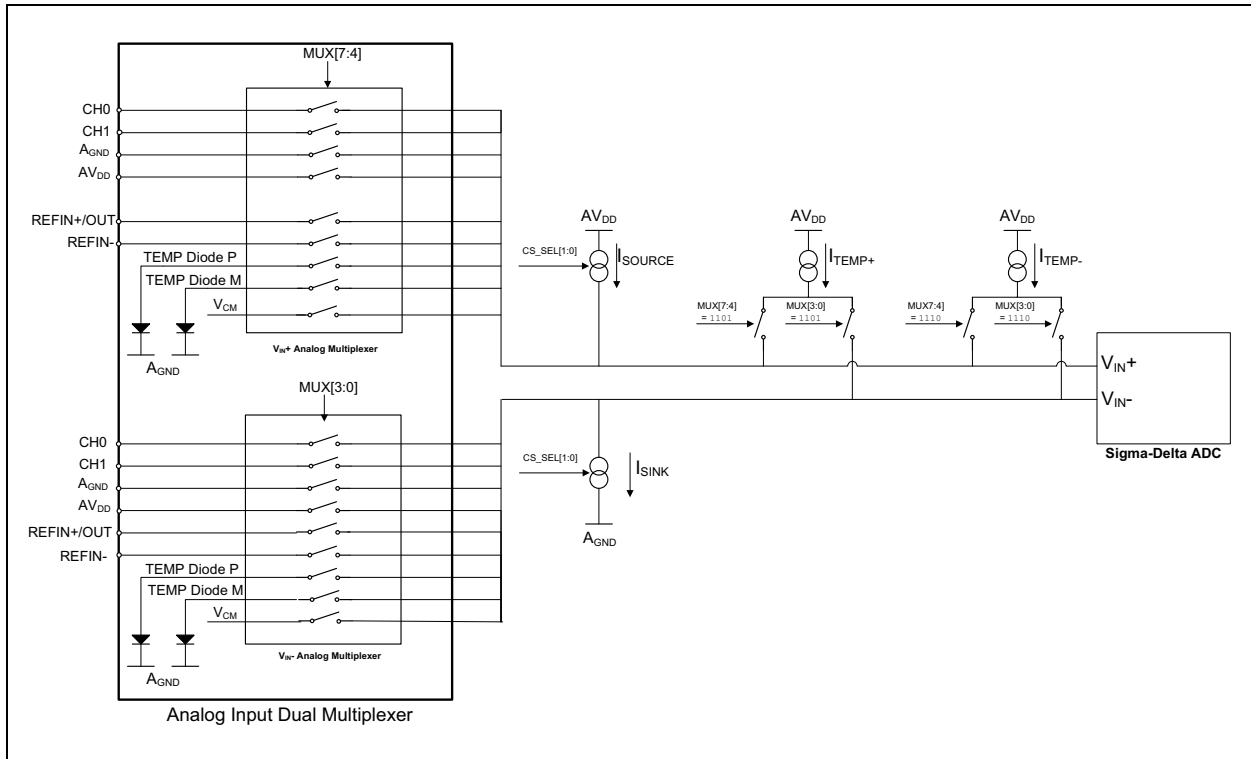 MUX[7:4]
CH0
CH1
AGND
AVDD
REFIN+/OUT
REFIN-
TEMP Diode P
TEMP Diode M
VCM
AGND
VIN+ Analog Multiplexer
MUX[3:0]
CH0
CH1
AGND
AVDD
REFIN+/OUT
REFIN-
TEMP Diode P
TEMP Diode M
VCM
AGND
VIN- Analog Multiplexer
Analog Input Dual Multiplexer
AVDD
CS_SEL[1:0]
ISOURCE
AVDD
ITEMP+
MUX[7:4]
= 1101
MUX[3:0]
= 1101
AVDD
ITEMP-
MUX7:4]
= 1110
MUX[3:0]
= 1110
CS_SEL[1:0]
ISINK
AGND
VIN+
VIN-
Sigma-Delta ADC